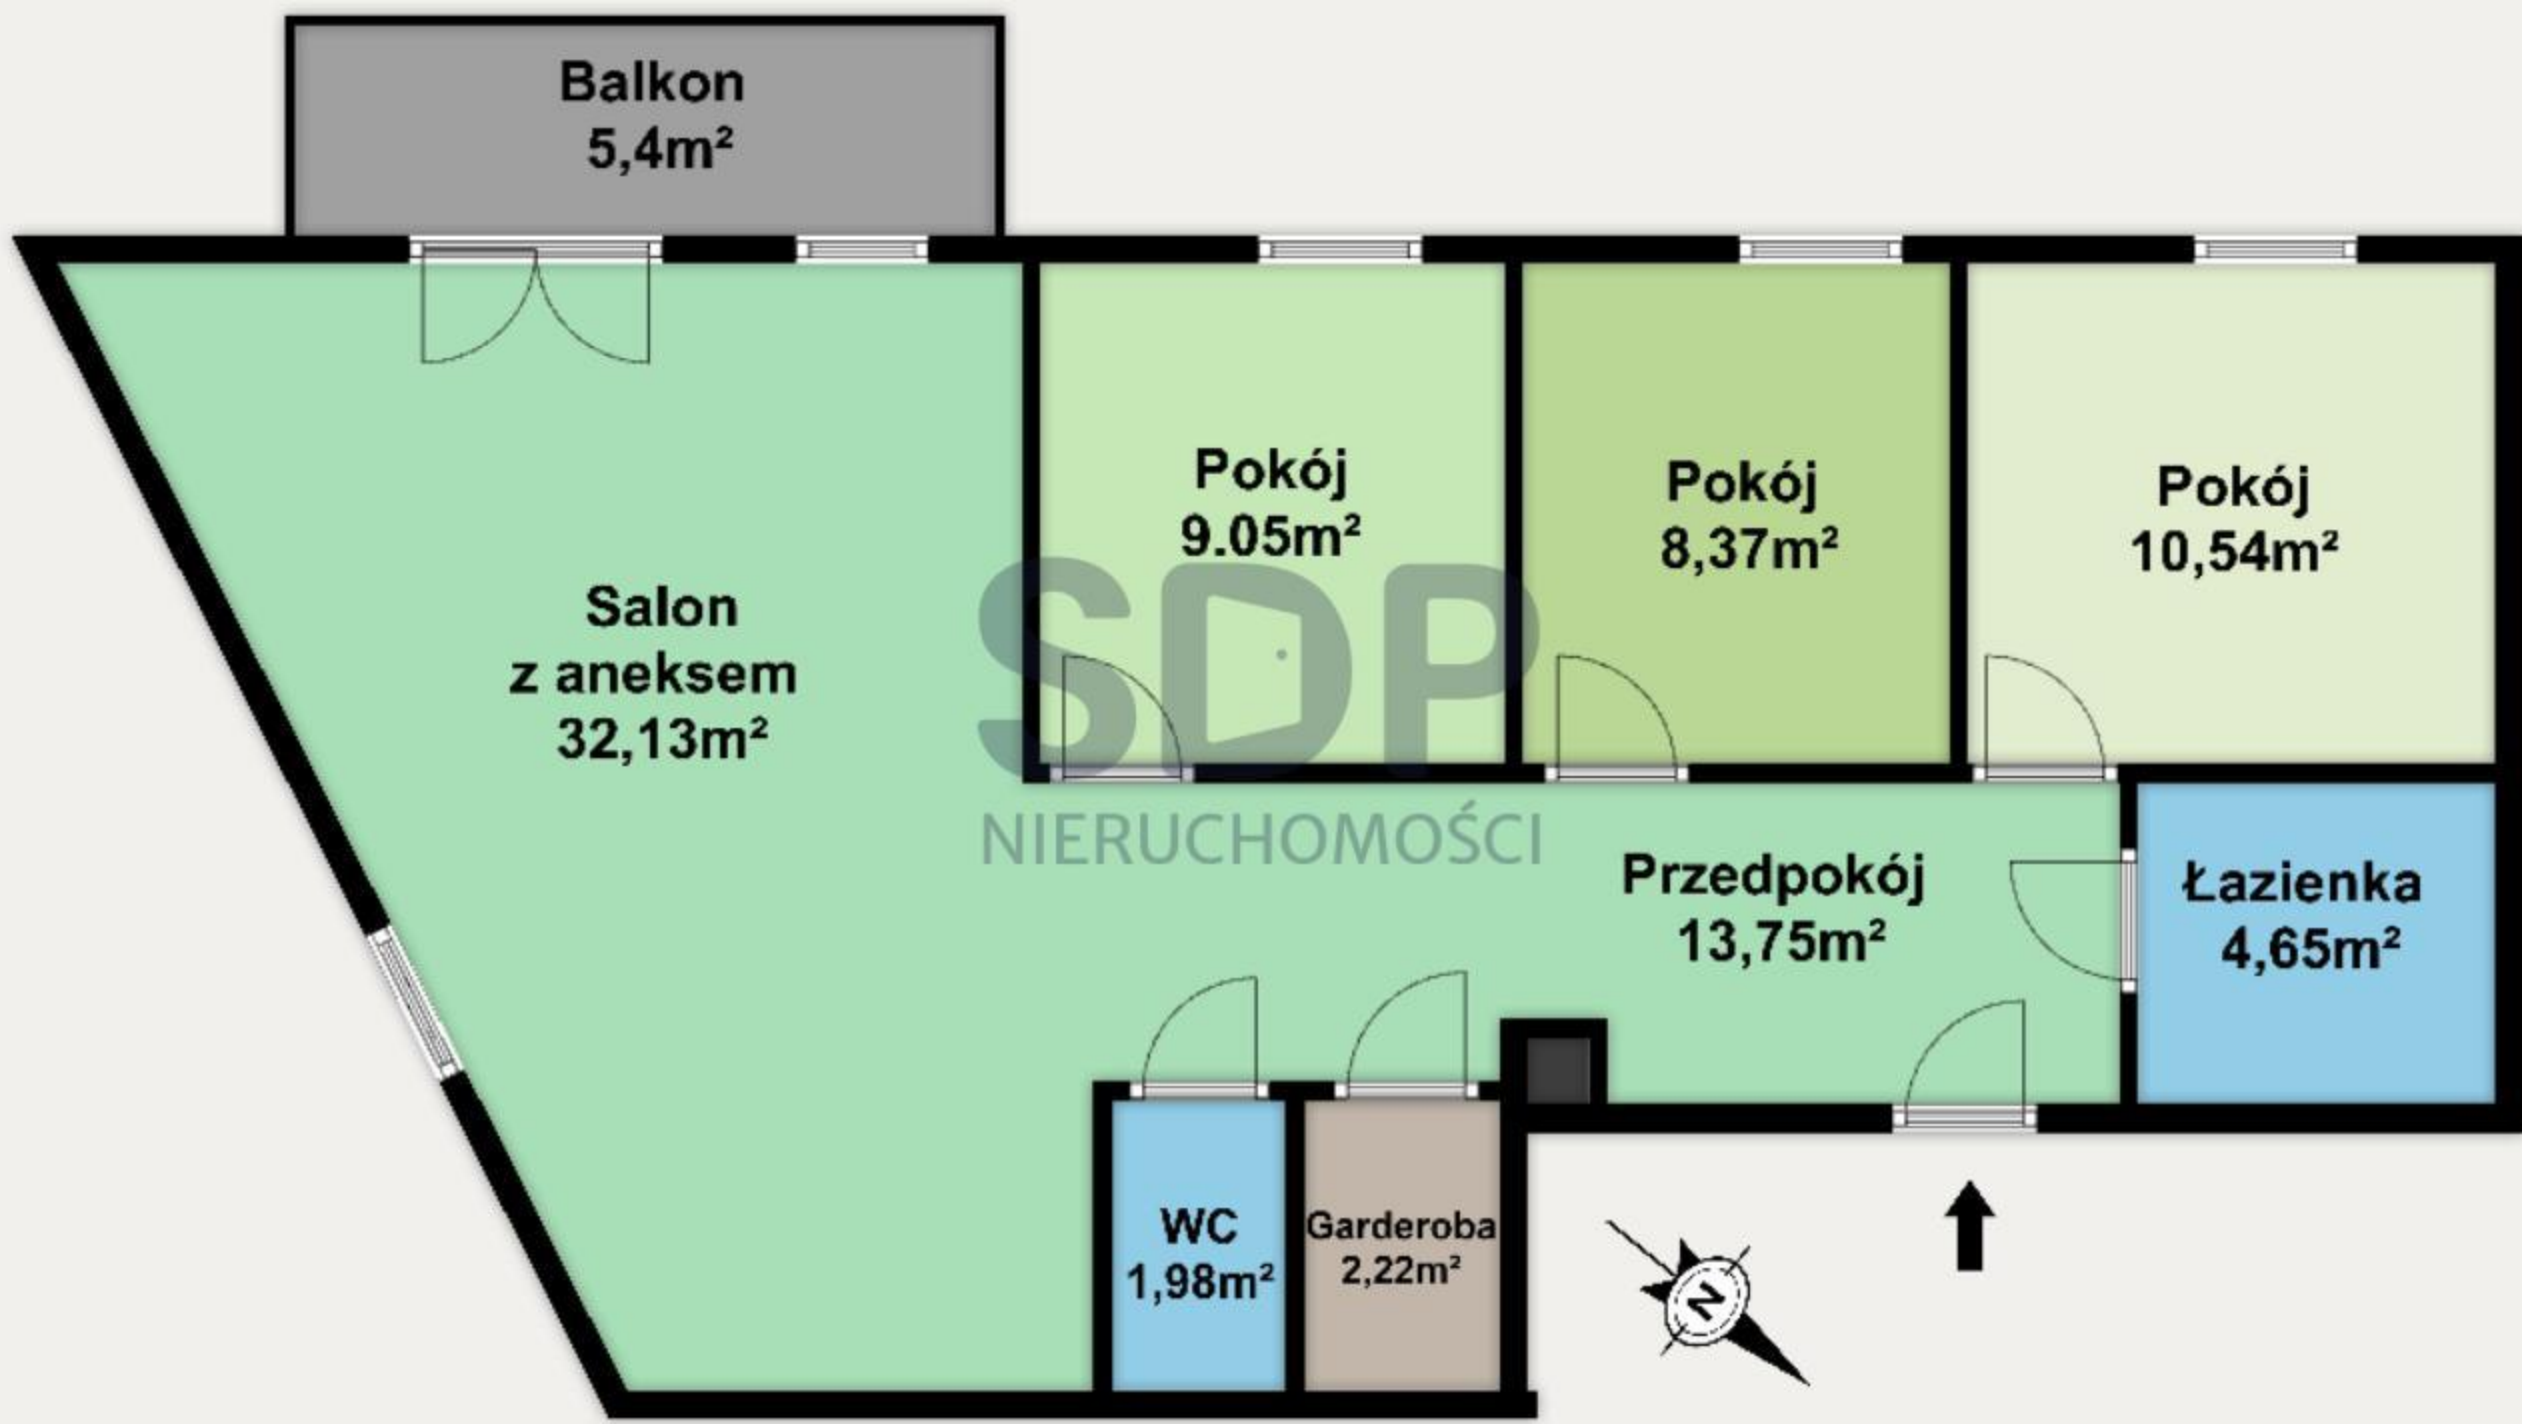 Balkon
5,4m²
Salon
z aneksem
32,13m²
Pokój
9.05m²
Pokój
8,37m²
Pokój
10,54m²
SDP
NIERUCHOMOŚCI
Przedpokój
13,75m²
Łazienka
4,65m²
WC
1,98m²
Garderoba
2,22m²
N